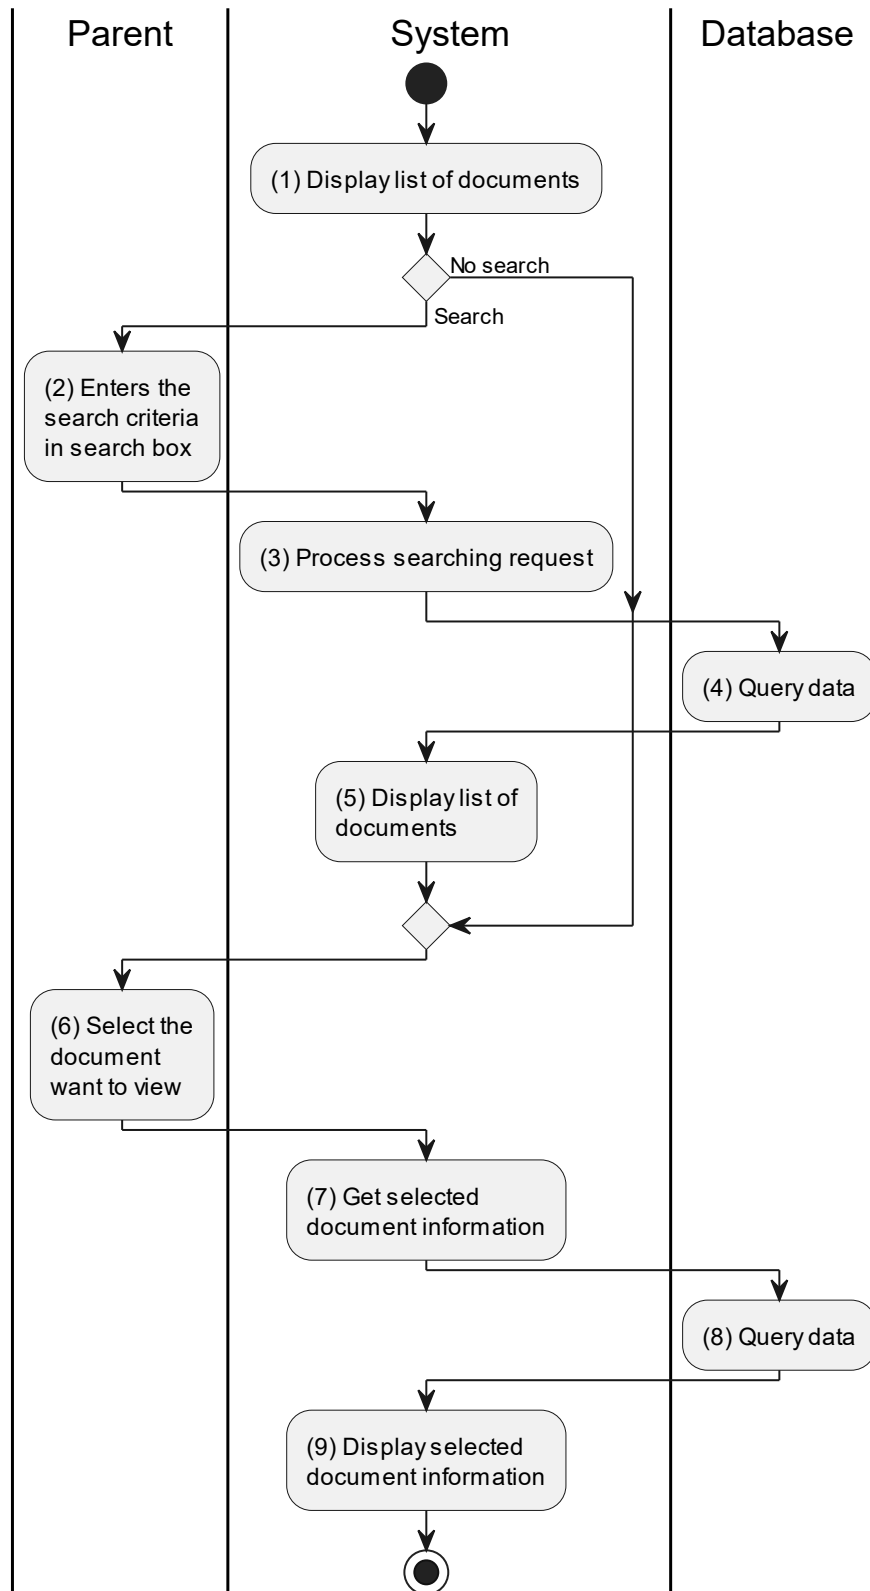 Parent
System
Database
(1) Display list of documents
No search
Search
(2) Enters the
search criteria
in search box
(3) Process searching request
(4) Query data
(5) Display list of
documents
(6) Select the
document
want to view
(7) Get selected
document information
(8) Query data
(9) Display selected
document information